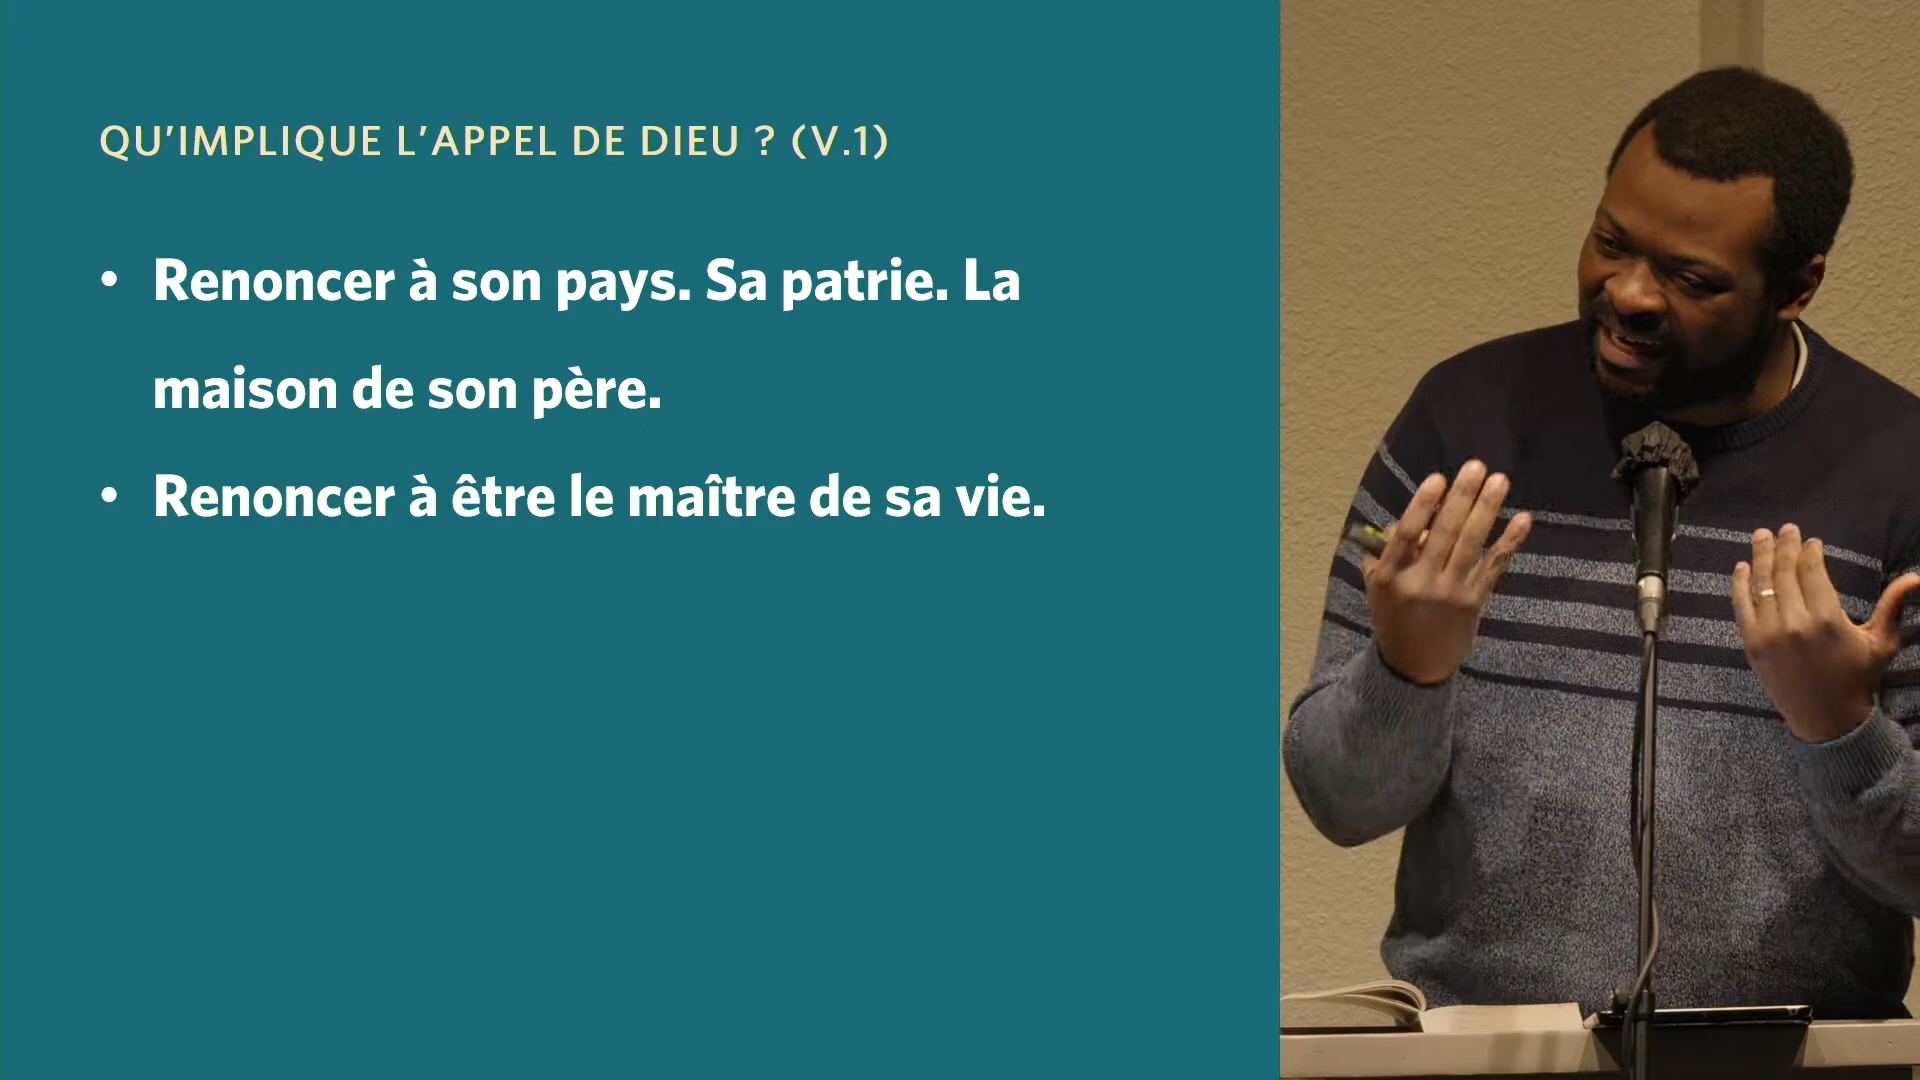 QU’IMPLIQUE L’APPEL DE DIEU ? (V.1)
• Renoncer à son pays. Sa patrie. La
maison de son père.
• Renoncer à être le maître de sa vie.